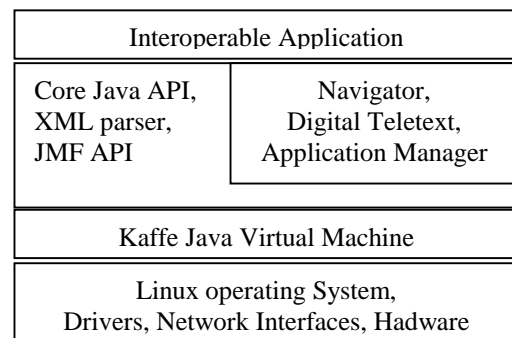 Interoperable Application
Core Java API,
XML parser,
JMF API
Navigator,
Digital Teletext,
Application Manager
Kaffe Java Virtual Machine
Linux operating System,
Drivers, Network Interfaces, Hadware